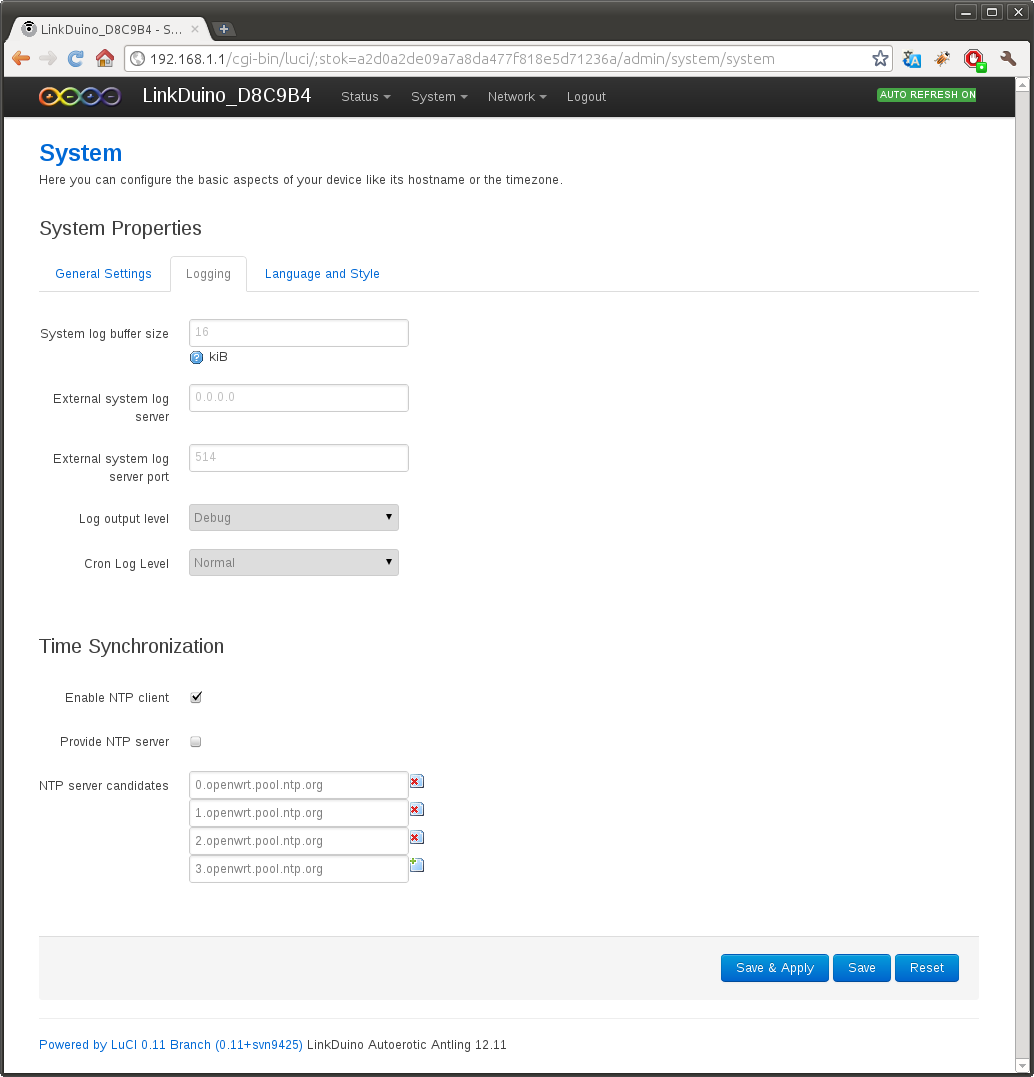 LinkDuino_D8C9B4 - S...
192.168.1.1/cgi-bin/luci/;stok=a2d0a2de09a7a8da477f818e5d71236a/admin/system/system
LinkDuino_D8C9B4 Status System Network Logout AUTO REFRESH ON
System
Here you can configure the basic aspects of your device like its hostname or the timezone.
System Properties
General Settings Logging Language and Style
System log buffer size 16
kiB
External system log 0.0.0.0
server
External system log 514
server port
Log output level Debug
Cron Log Level Normal
Time Synchronization
Enable NTP client
Provide NTP server
NTP server candidates 0.openwrt.pool.ntp.org
1.openwrt.pool.ntp.org
2.openwrt.pool.ntp.org
3.openwrt.pool.ntp.org
Save & Apply Save Reset
Powered by LuCI 0.11 Branch (0.11+svn9425) LinkDuino Autoerotic Antling 12.11